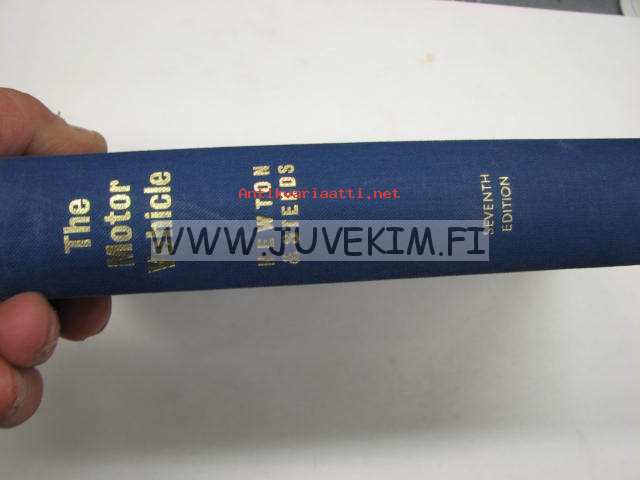 The
Motor
Vehicle
NEWTON
& STEEDS
SEVENTH
EDITION
Antikvariaatti.net
WWW.JUVEKIM.FI